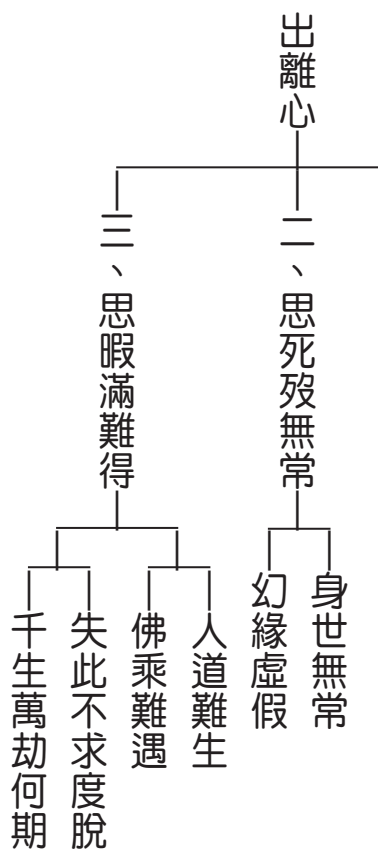 出離心
二、思死歿無常
身世無常
幻緣虛假
三、思暇滿難得
人道難生
佛乘難遇
失此不求度脫
千生萬劫何期